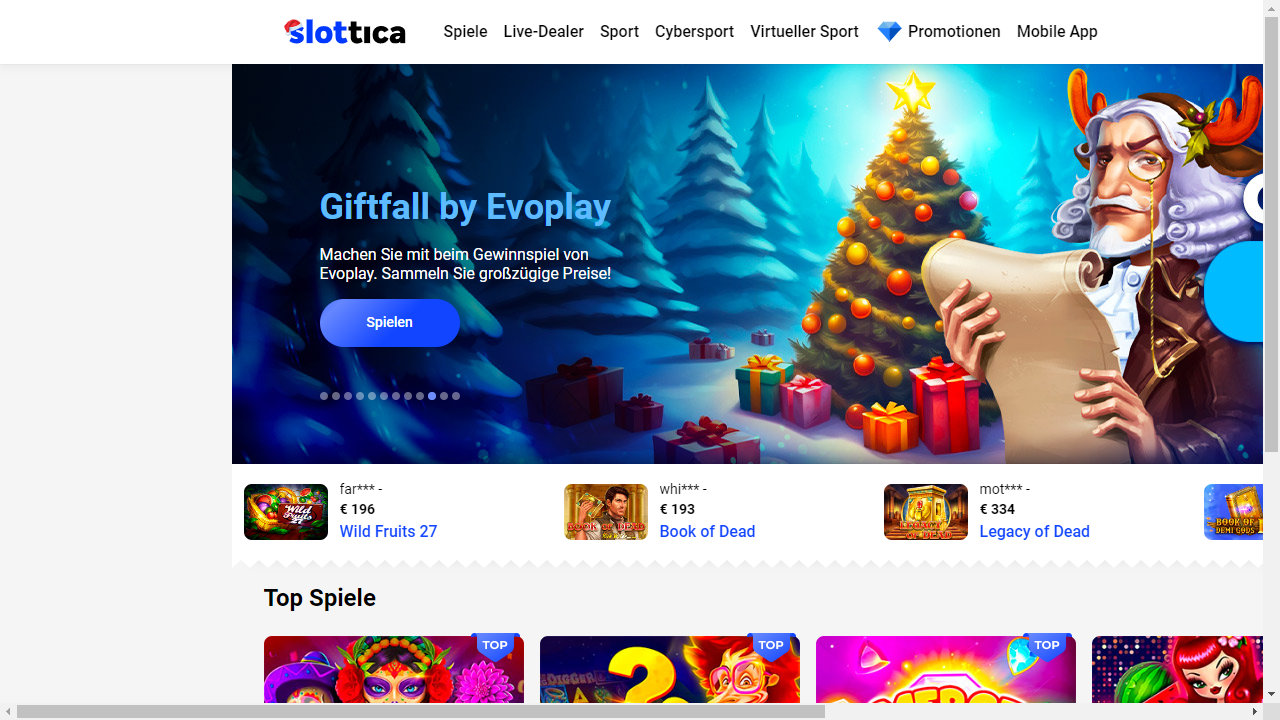 slottica
Spiele Live-Dealer Sport Cybersport Virtueller Sport Promotionen Mobile App
Giftfall by Evoplay
Machen Sie mit beim Gewinnspiel von
Evoplay. Sammeln Sie großzügige Preise!
Spielen
far*** -
€ 196
Wild Fruits 27
whi*** -
€ 193
Book of Dead
mot*** -
€ 334
Legacy of Dead
Wild
Fruits
27
BOOK OF DEAD
LEGACY
OF DEAD
BOOK OF
DEMI GODS
Top Spiele
TOP
TOP
TOP